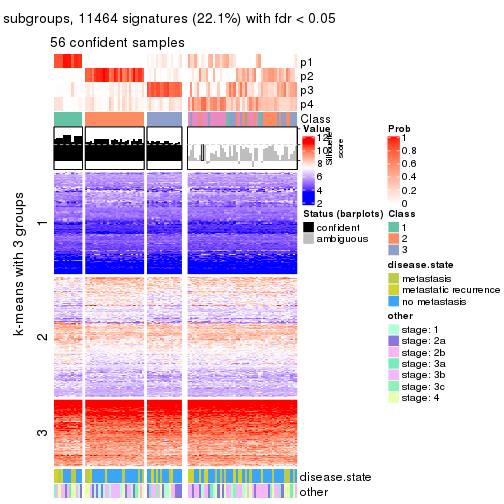 subgroups, 11464 signatures (22.1%) with fdr < 0.05
56 confident samples
p1
p2
p3
p4
Class
Silhouette
score
k-means with 3 groups
1
2
3
disease.state
other
Value
12
10
8
6
4
2
Status (barplots)
confident
ambiguous
Prob
1
0.8
0.6
0.4
0.2
0
Class
1
2
3
disease.state
metastasis
metastatic recurrence
no metastasis
other
stage: 1
stage: 2a
stage: 2b
stage: 3a
stage: 3b
stage: 3c
stage: 4